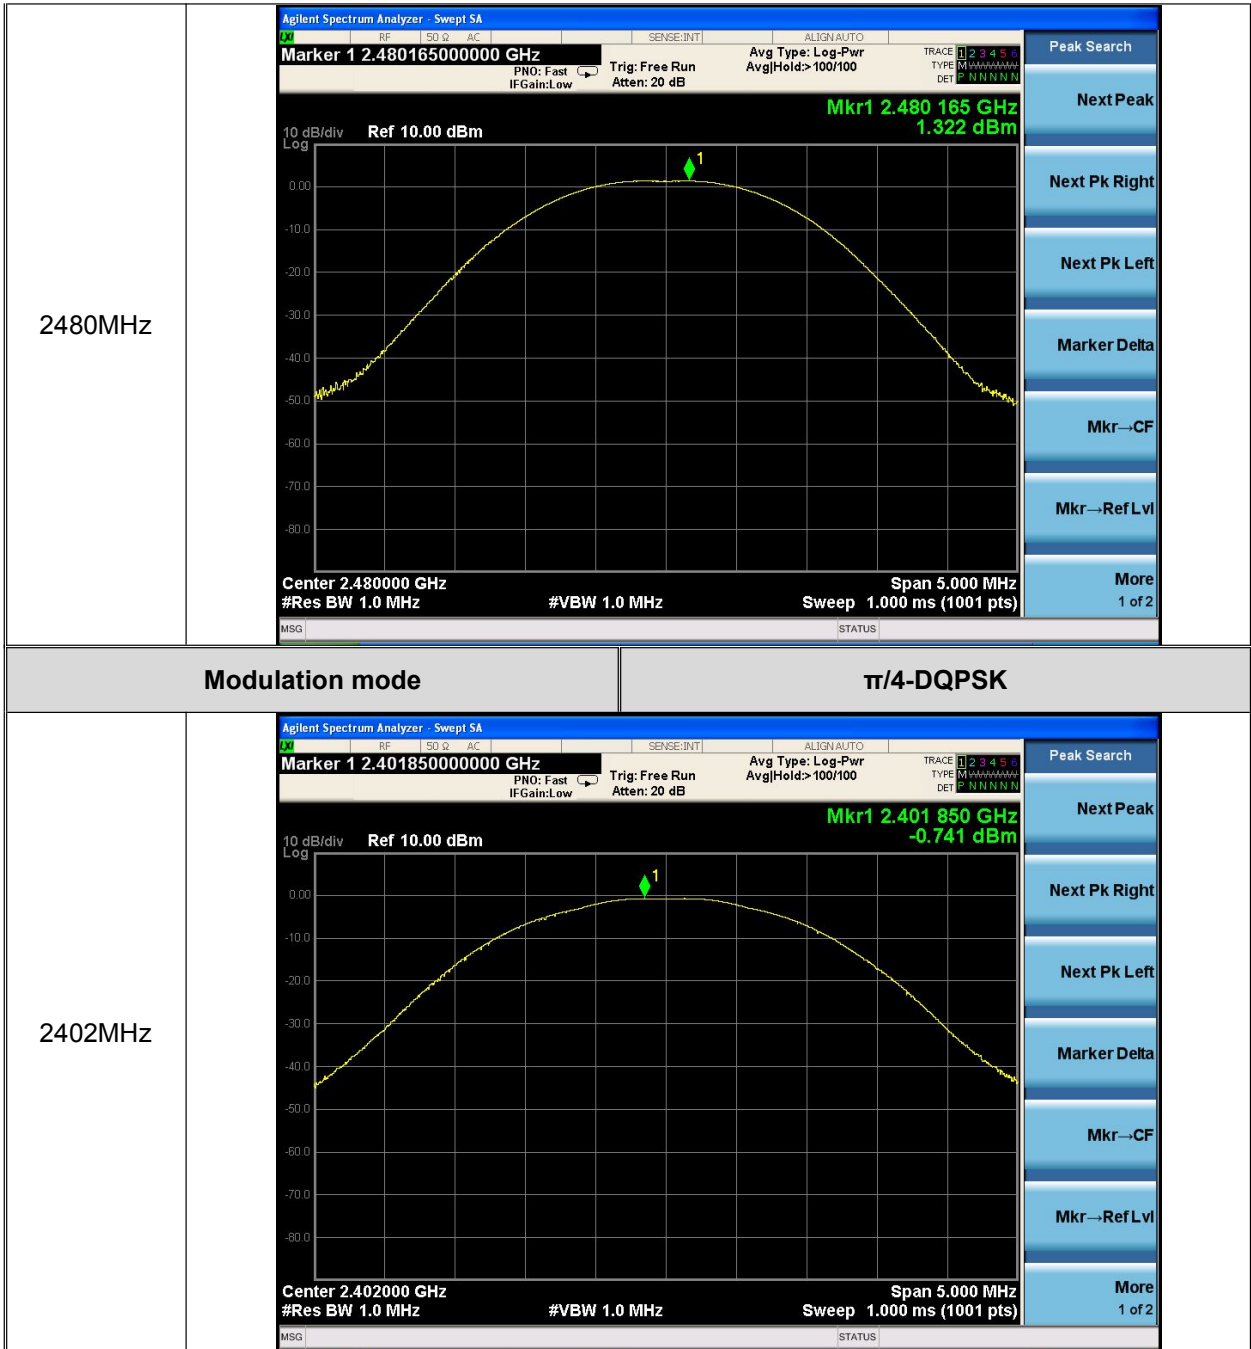 2480MHz
Agilent Spectrum Analyzer - Swept SA
LXI RF 50 Ω AC SENSE:INT ALIGN AUTO
Marker 1 2.480165000000 GHz
PNO: Fast
IFGain:Low
Trig: Free Run
Atten: 20 dB
Avg Type: Log-Pwr
Avg|Hold:>100/100
TRACE 1 2 3 4 5 6
TYPE M W W W W W
DET P N N N N N
Mkr1 2.480 165 GHz
1.322 dBm
10 dB/div Ref 10.00 dBm
Log
1
0.00
-10.0
-20.0
-30.0
-40.0
-50.0
-60.0
-70.0
-80.0
Center 2.480000 GHz Span 5.000 MHz
#Res BW 1.0 MHz #VBW 1.0 MHz Sweep 1.000 ms (1001 pts)
MSG STATUS
Peak Search
Next Peak
Next Pk Right
Next Pk Left
Marker Delta
Mkr→CF
Mkr→Ref Lvl
More
1 of 2
Modulation mode π/4-DQPSK
2402MHz
Agilent Spectrum Analyzer - Swept SA
LXI RF 50 Ω AC SENSE:INT ALIGN AUTO
Marker 1 2.401850000000 GHz
PNO: Fast
IFGain:Low
Trig: Free Run
Atten: 20 dB
Avg Type: Log-Pwr
Avg|Hold:>100/100
TRACE 1 2 3 4 5 6
TYPE M W W W W W
DET P N N N N N
Mkr1 2.401 850 GHz
-0.741 dBm
10 dB/div Ref 10.00 dBm
Log
1
0.00
-10.0
-20.0
-30.0
-40.0
-50.0
-60.0
-70.0
-80.0
Center 2.402000 GHz Span 5.000 MHz
#Res BW 1.0 MHz #VBW 1.0 MHz Sweep 1.000 ms (1001 pts)
MSG STATUS
Peak Search
Next Peak
Next Pk Right
Next Pk Left
Marker Delta
Mkr→CF
Mkr→Ref Lvl
More
1 of 2